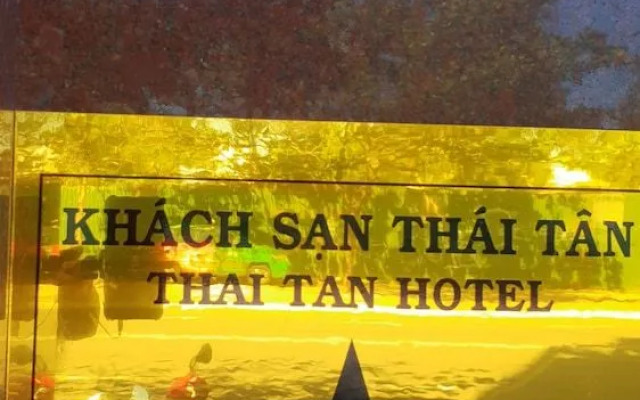 KHÁCH SẠN THÁI TÂN
THAI TAN HOTEL